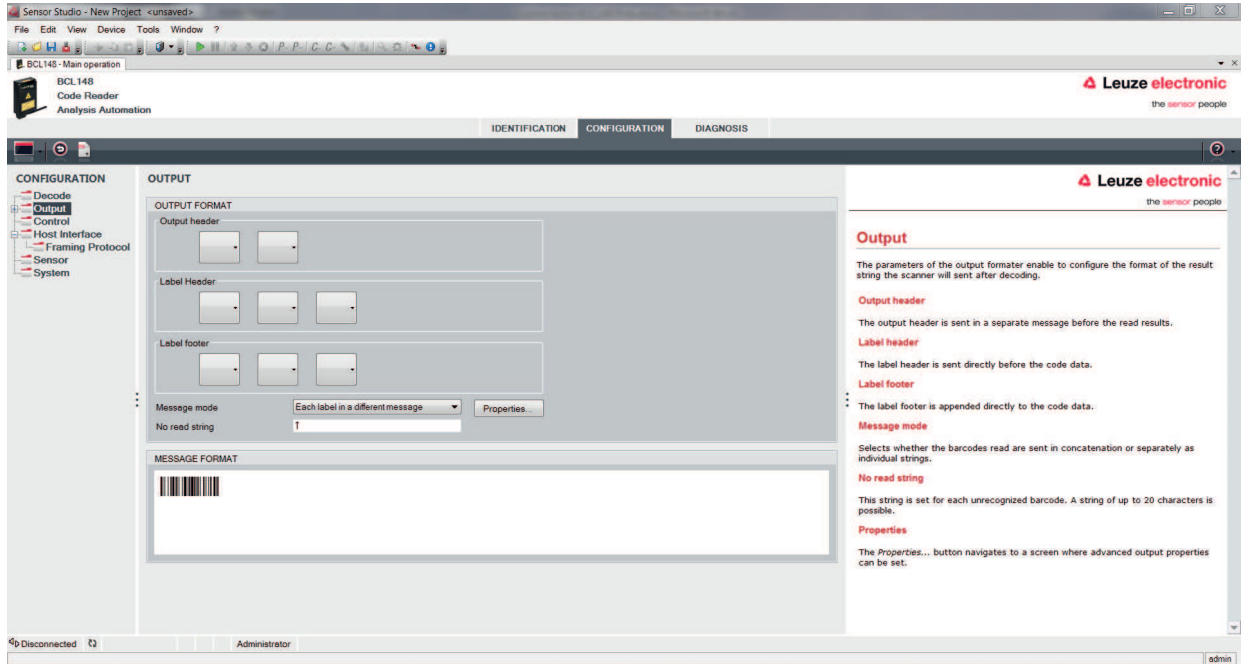 Sensor Studio - New Project <unsaved>
File Edit View Device Tools Window ?
BCL148 - Main operation
BCL148
Code Reader
Analysis Automation
Leuze electronic
the sensor people
IDENTIFICATION CONFIGURATION DIAGNOSIS
CONFIGURATION
Decode
Output
Control
Host Interface
Framing Protocol
Sensor
System
OUTPUT
OUTPUT FORMAT
Output header
Label Header
Label footer
Message mode
Each label in a different message
Properties...
No read string
MESSAGE FORMAT
Leuze electronic
the sensor people
Output
The parameters of the output formater enable to configure the format of the result
string the scanner will sent after decoding.
Output header
The output header is sent in a separate message before the read results.
Label header
The label header is sent directly before the code data.
Label footer
The label footer is appended directly to the code data.
Message mode
Selects whether the barcodes read are sent in concatenation or separately as
individual strings.
No read string
This string is set for each unrecognized barcode. A string of up to 20 characters is
possible.
Properties
The Properties... button navigates to a screen where advanced output properties
can be set.
Disconnected
Administrator
admin